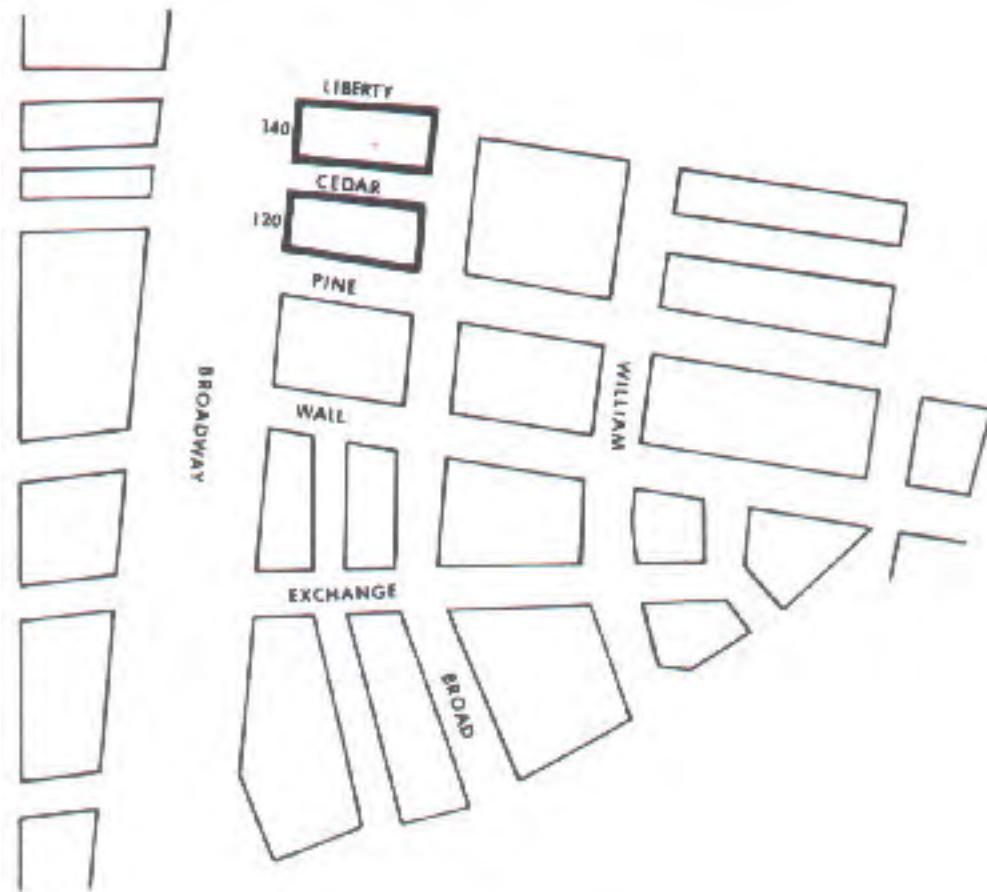 LIBERTY
140
CEDAR
120
PINE
BROADWAY
WALL
WILLIAM
EXCHANGE
BROAD